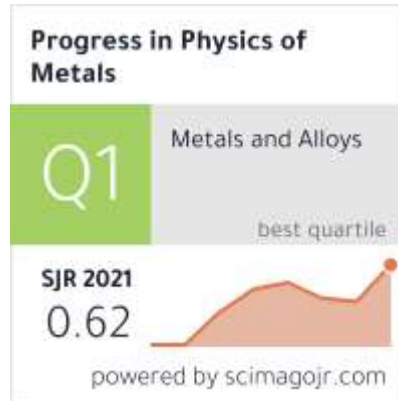 Progress in Physics of
Metals
Q1
Metals and Alloys
best quartile
SJR 2021
0.62
powered by scimagojr.com